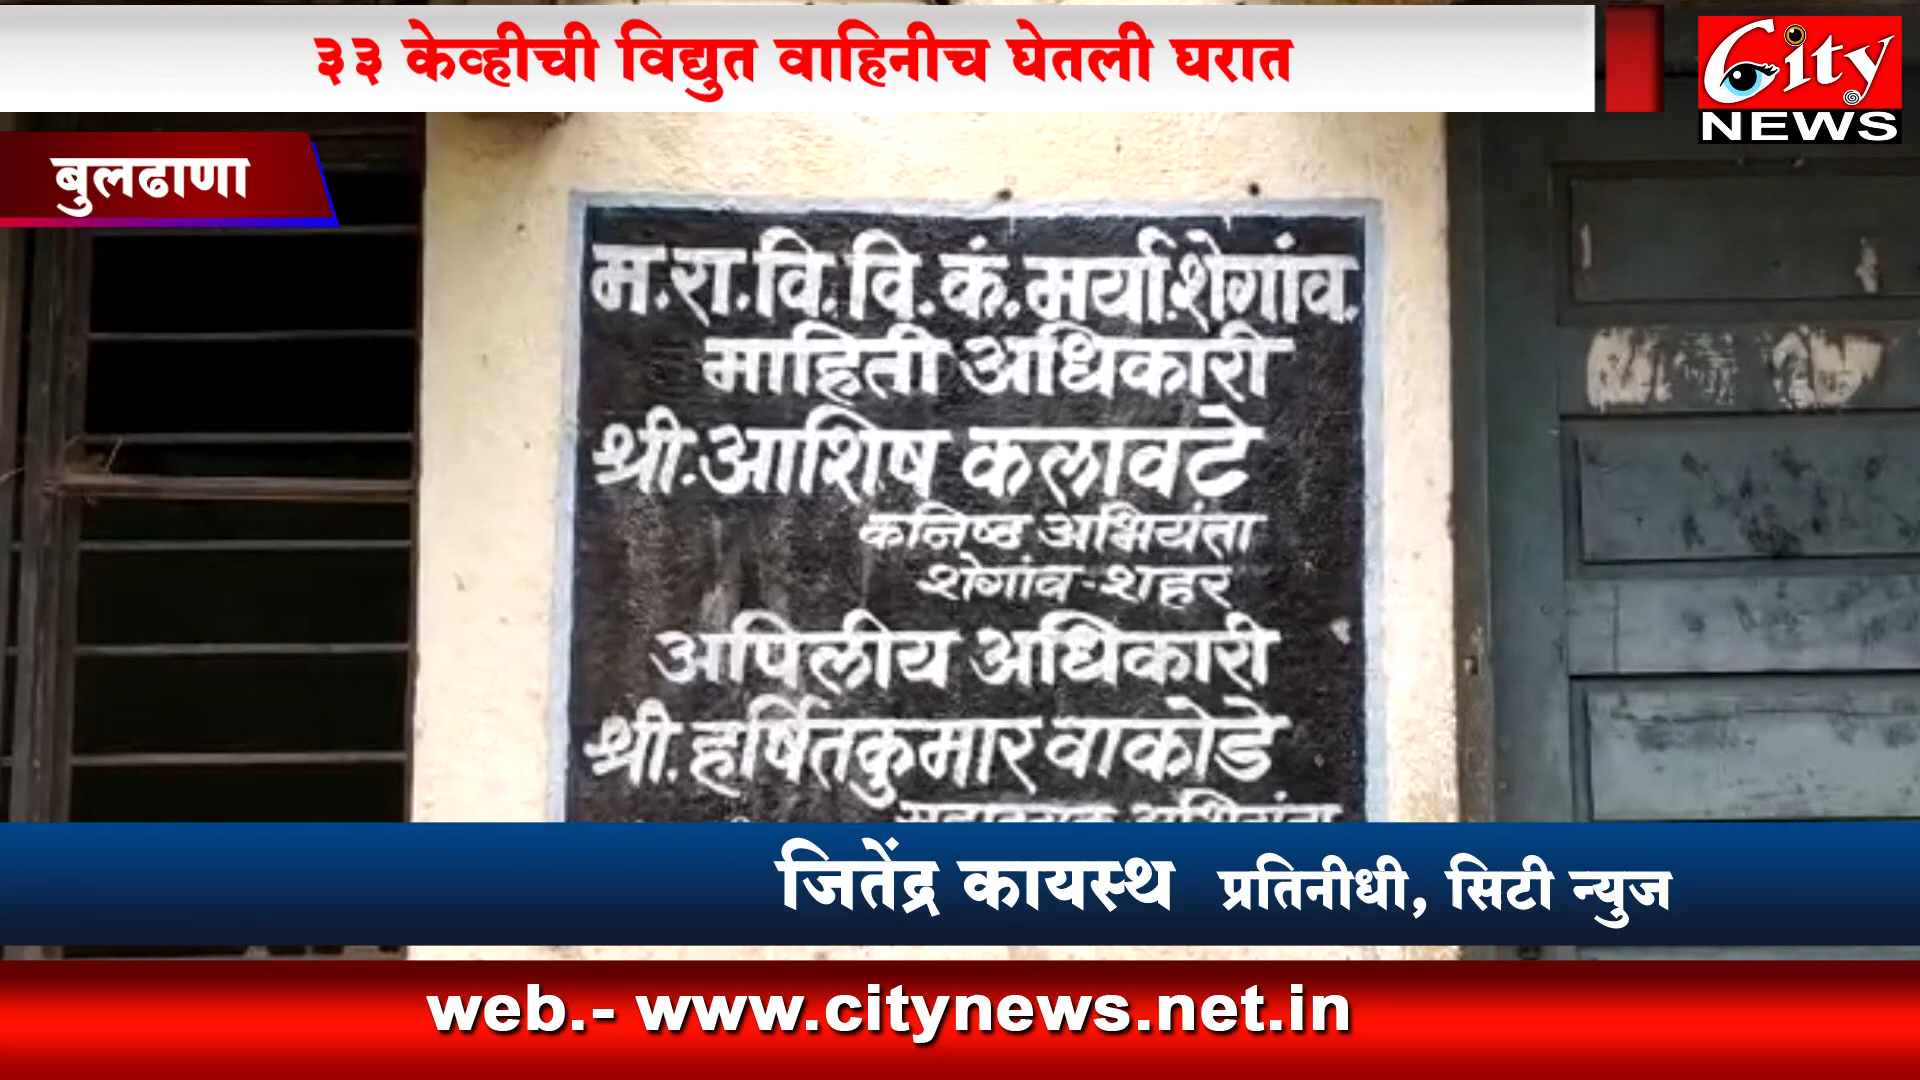 ३३ केव्हीची विद्युत वाहिनीच घेतली घरात
City
NEWS
बुलढाणा
म.रा.वि.वि.कं.मर्या.शेगांव.
माहिती अधिकारी
श्री.आशिष कलावटे
कनिष्ठ अभियंता
शेगांव-शहर
अपिलीय अधिकारी
श्री.हर्षितकुमार वाकोडे
जितेंद्र कायस्थ प्रतिनीधी, सिटी न्युज
web.- www.citynews.net.in